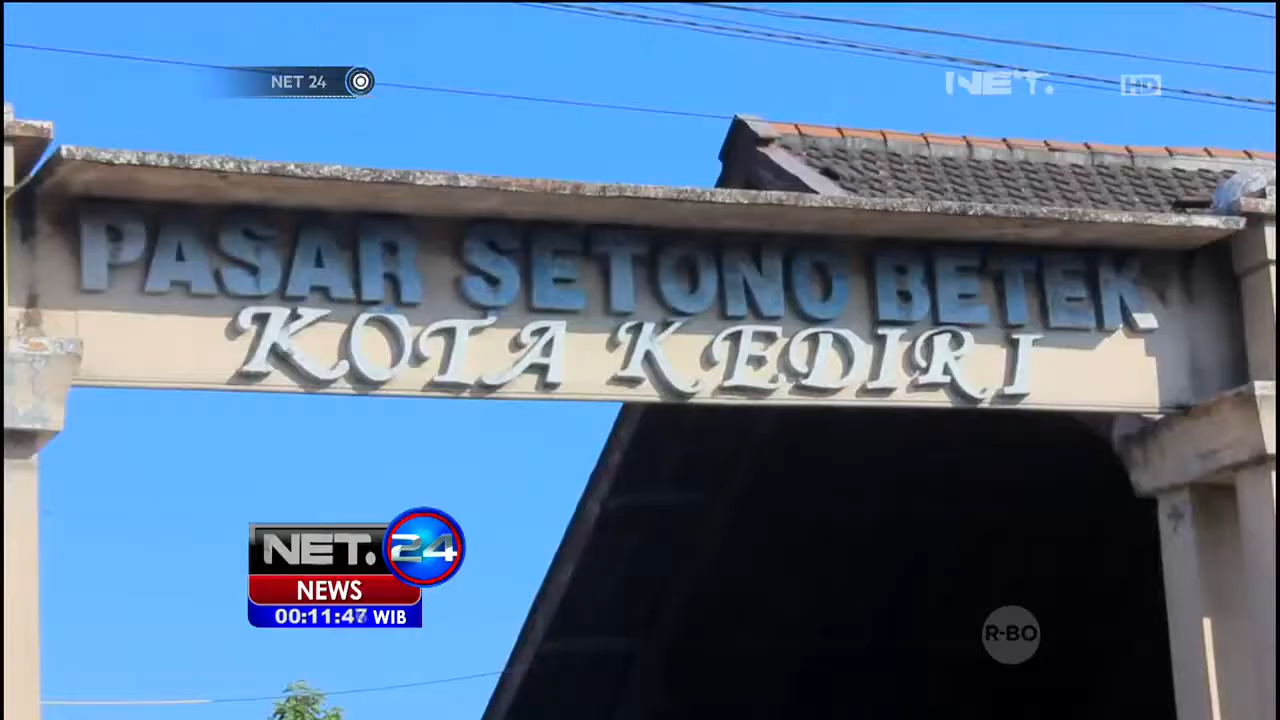 NET 24
NET. HD
PASAR SETONO BETEK
KOTA KEDIRI
NET. 24
NEWS
00:11:47 WIB
R-BO